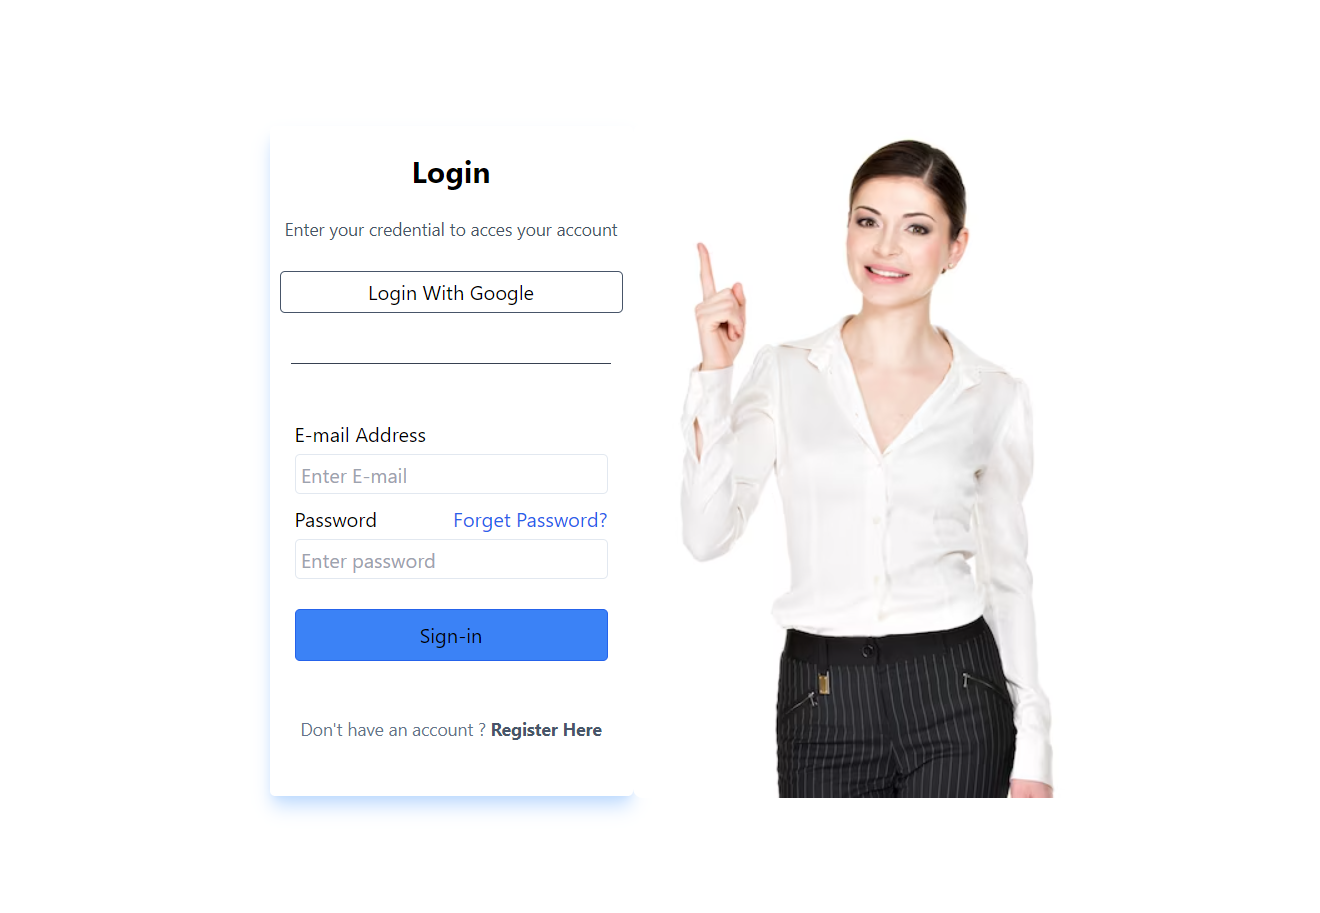 Login
Enter your credential to acces your account
Login With Google
E-mail Address
Enter E-mail
Password Forget Password?
Enter password
Sign-in
Don't have an account ? Register Here